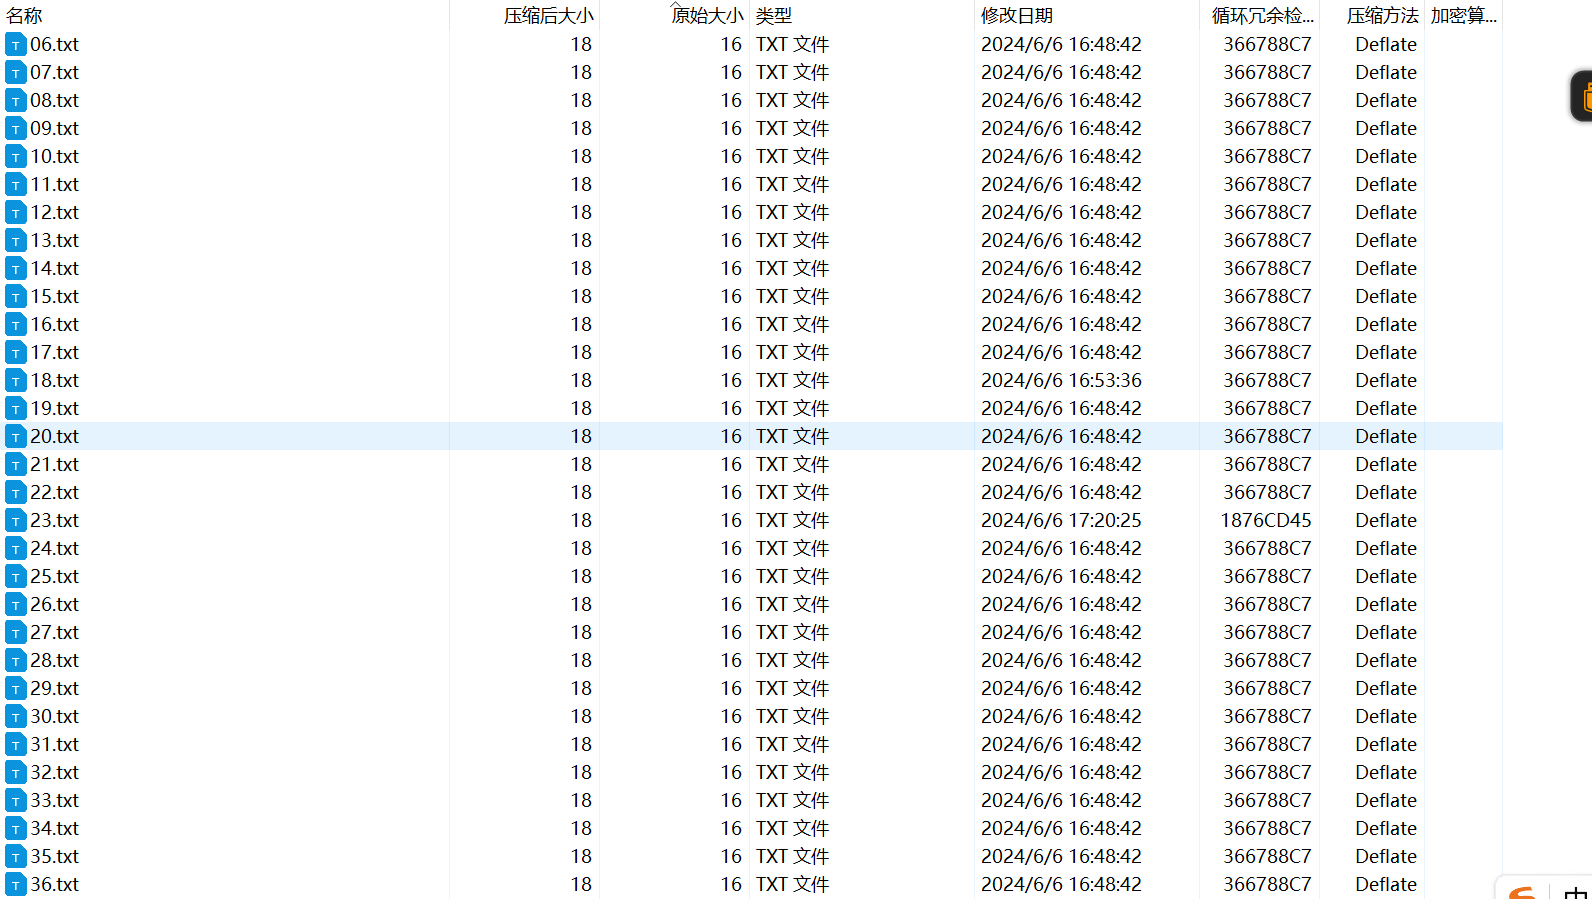 名称 压缩后大小 原始大小 类型 修改日期 循环冗余检... 压缩方法 加密算...
06.txt 18 16 TXT 文件 2024/6/6 16:48:42 366788C7 Deflate
07.txt 18 16 TXT 文件 2024/6/6 16:48:42 366788C7 Deflate
08.txt 18 16 TXT 文件 2024/6/6 16:48:42 366788C7 Deflate
09.txt 18 16 TXT 文件 2024/6/6 16:48:42 366788C7 Deflate
10.txt 18 16 TXT 文件 2024/6/6 16:48:42 366788C7 Deflate
11.txt 18 16 TXT 文件 2024/6/6 16:48:42 366788C7 Deflate
12.txt 18 16 TXT 文件 2024/6/6 16:48:42 366788C7 Deflate
13.txt 18 16 TXT 文件 2024/6/6 16:48:42 366788C7 Deflate
14.txt 18 16 TXT 文件 2024/6/6 16:48:42 366788C7 Deflate
15.txt 18 16 TXT 文件 2024/6/6 16:48:42 366788C7 Deflate
16.txt 18 16 TXT 文件 2024/6/6 16:48:42 366788C7 Deflate
17.txt 18 16 TXT 文件 2024/6/6 16:48:42 366788C7 Deflate
18.txt 18 16 TXT 文件 2024/6/6 16:53:36 366788C7 Deflate
19.txt 18 16 TXT 文件 2024/6/6 16:48:42 366788C7 Deflate
20.txt 18 16 TXT 文件 2024/6/6 16:48:42 366788C7 Deflate
21.txt 18 16 TXT 文件 2024/6/6 16:48:42 366788C7 Deflate
22.txt 18 16 TXT 文件 2024/6/6 16:48:42 366788C7 Deflate
23.txt 18 16 TXT 文件 2024/6/6 17:20:25 1876CD45 Deflate
24.txt 18 16 TXT 文件 2024/6/6 16:48:42 366788C7 Deflate
25.txt 18 16 TXT 文件 2024/6/6 16:48:42 366788C7 Deflate
26.txt 18 16 TXT 文件 2024/6/6 16:48:42 366788C7 Deflate
27.txt 18 16 TXT 文件 2024/6/6 16:48:42 366788C7 Deflate
28.txt 18 16 TXT 文件 2024/6/6 16:48:42 366788C7 Deflate
29.txt 18 16 TXT 文件 2024/6/6 16:48:42 366788C7 Deflate
30.txt 18 16 TXT 文件 2024/6/6 16:48:42 366788C7 Deflate
31.txt 18 16 TXT 文件 2024/6/6 16:48:42 366788C7 Deflate
32.txt 18 16 TXT 文件 2024/6/6 16:48:42 366788C7 Deflate
33.txt 18 16 TXT 文件 2024/6/6 16:48:42 366788C7 Deflate
34.txt 18 16 TXT 文件 2024/6/6 16:48:42 366788C7 Deflate
35.txt 18 16 TXT 文件 2024/6/6 16:48:42 366788C7 Deflate
36.txt 18 16 TXT 文件 2024/6/6 16:48:42 366788C7 Deflate